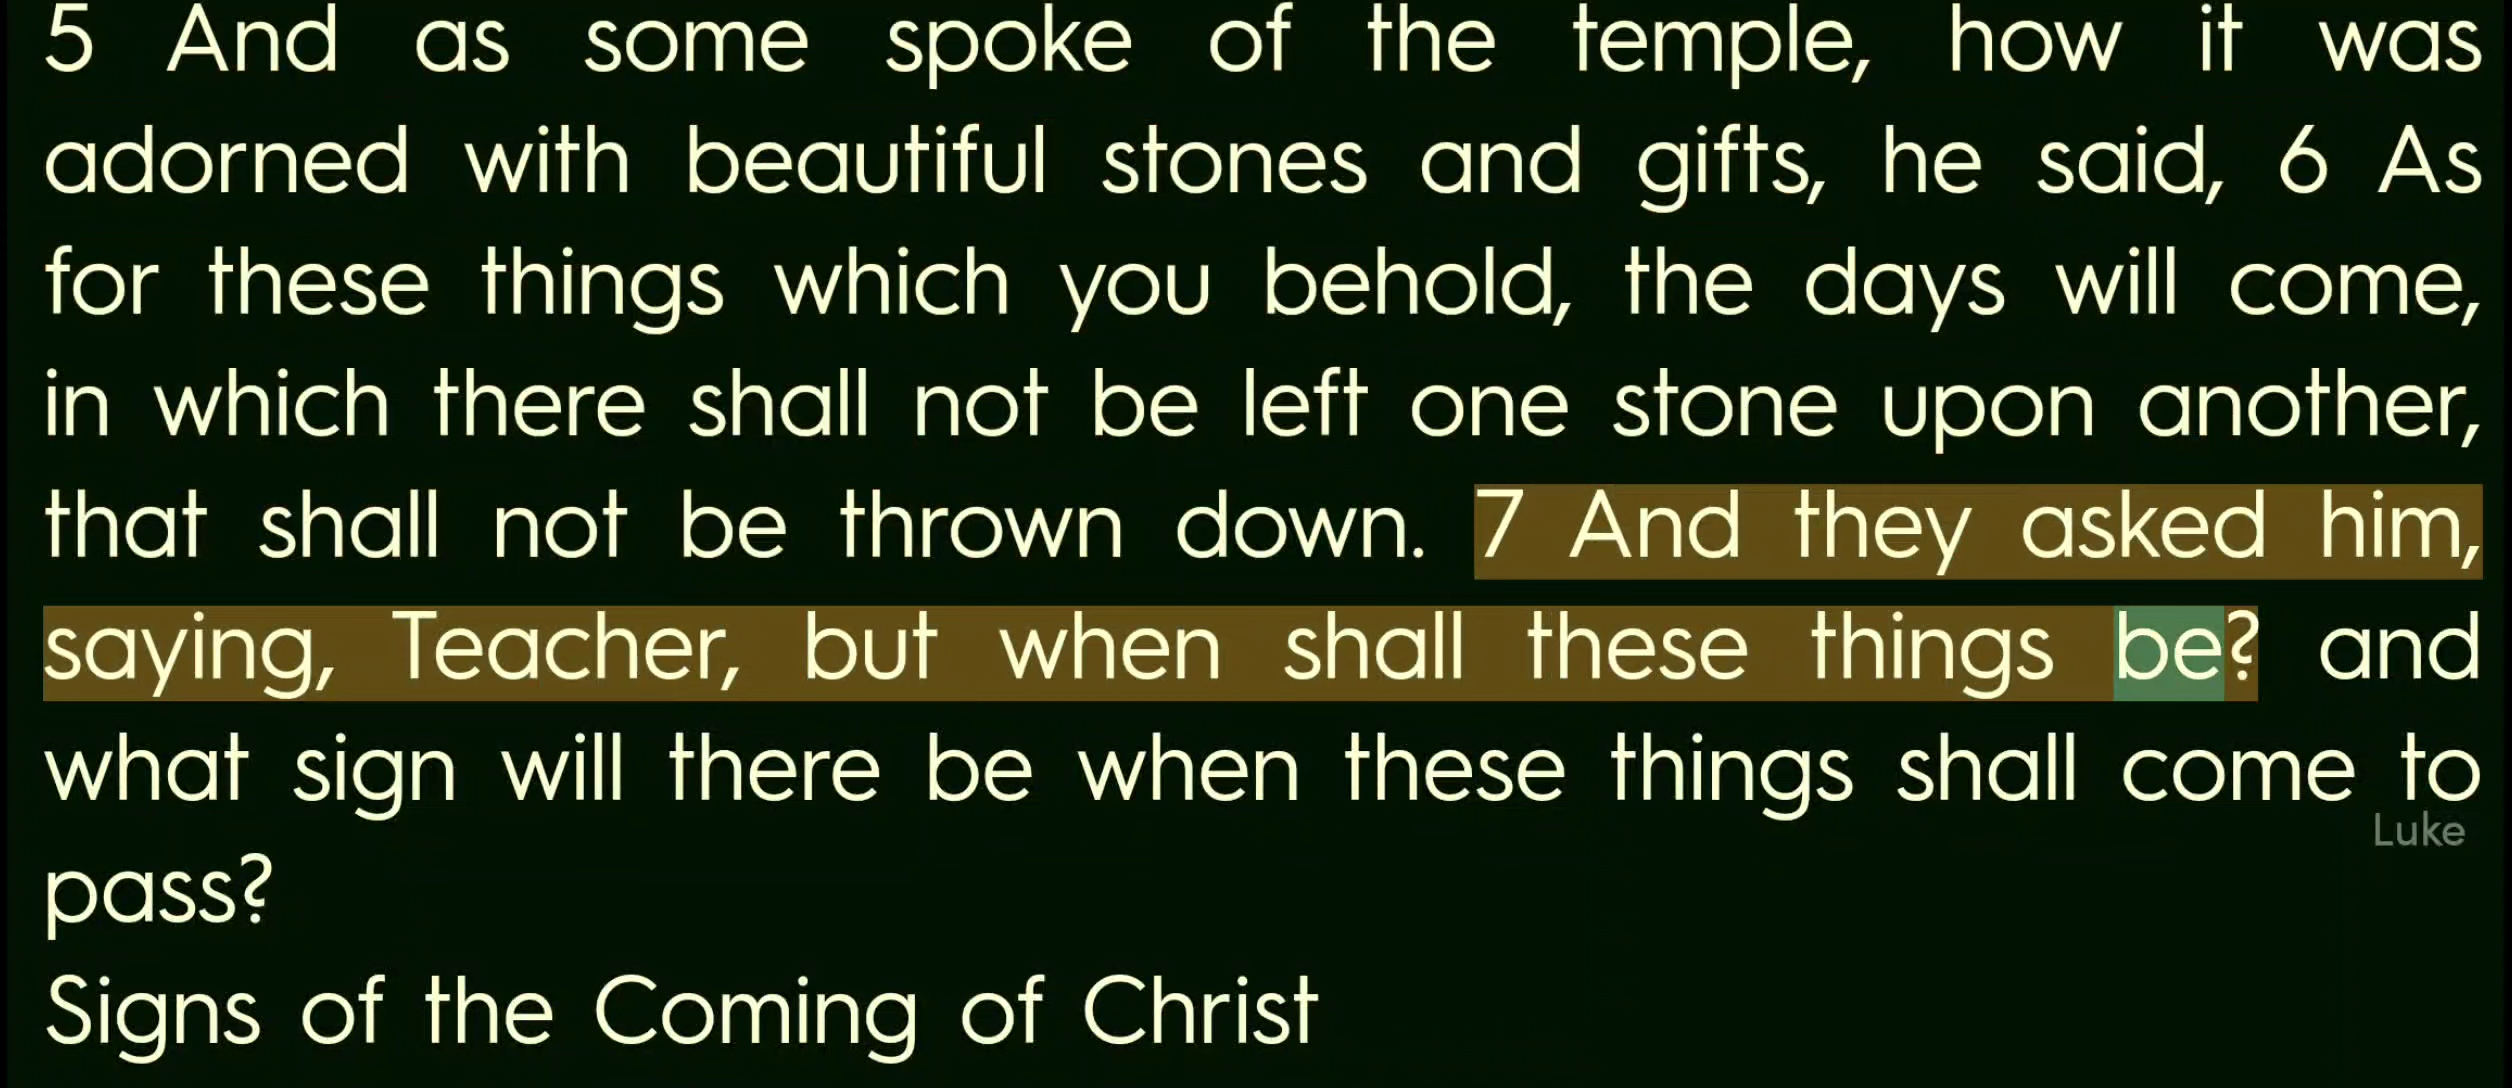 5 And as some spoke of the temple, how it was
adorned with beautiful stones and gifts, he said, 6 As
for these things which you behold, the days will come,
in which there shall not be left one stone upon another,
that shall not be thrown down. 7 And they asked him,
saying, Teacher, but when shall these things be? and
what sign will there be when these things shall come to
Luke
pass?
Signs of the Coming of Christ